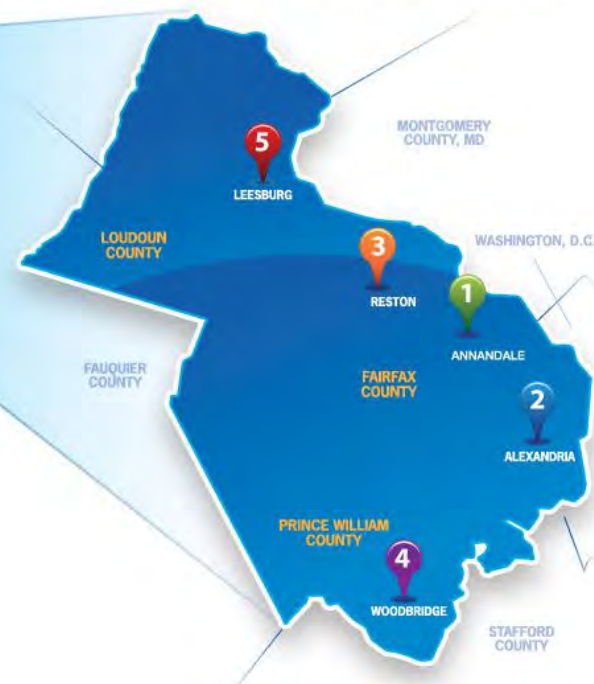 MONTGOMERY
COUNTY, MD
5
LEESBURG
LOUDOUN
COUNTY
3
WASHINGTON, D.C.
RESTON
1
ANNANDALE
FAUQUIER
COUNTY
FAIRFAX
COUNTY
2
ALEXANDRIA
PRINCE WILLIAM
COUNTY
4
WOODBRIDGE
STAFFORD
COUNTY